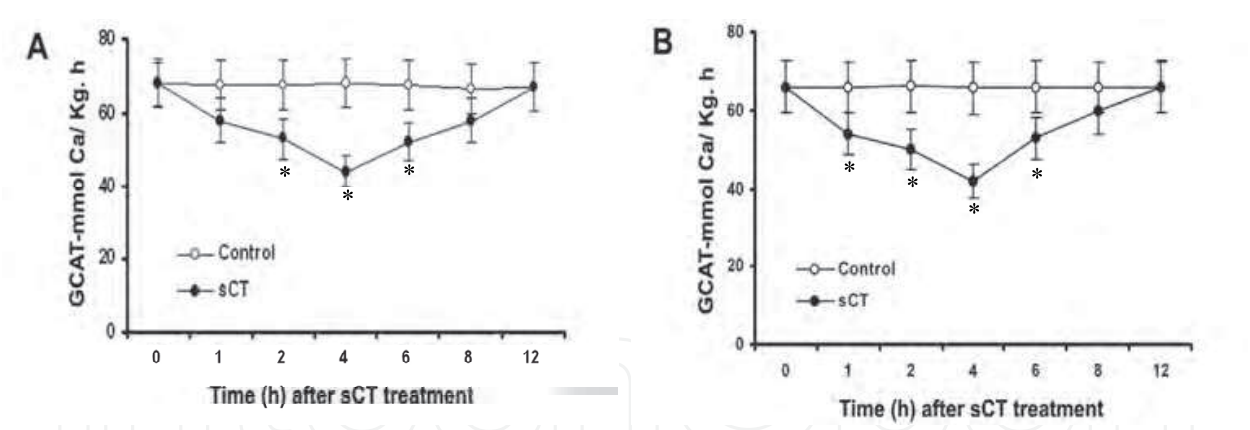 A
GCAT-mmol Ca/ Kg. h
80
60
40
20
0
* * *
Control
sCT
0 1 2 4 6 8 12
Time (h) after sCT treatment
B
GCAT-mmol Ca/ Kg. h
80
60
40
20
0
* * * *
Control
sCT
0 1 2 4 6 8 12
Time (h) after sCT treatment